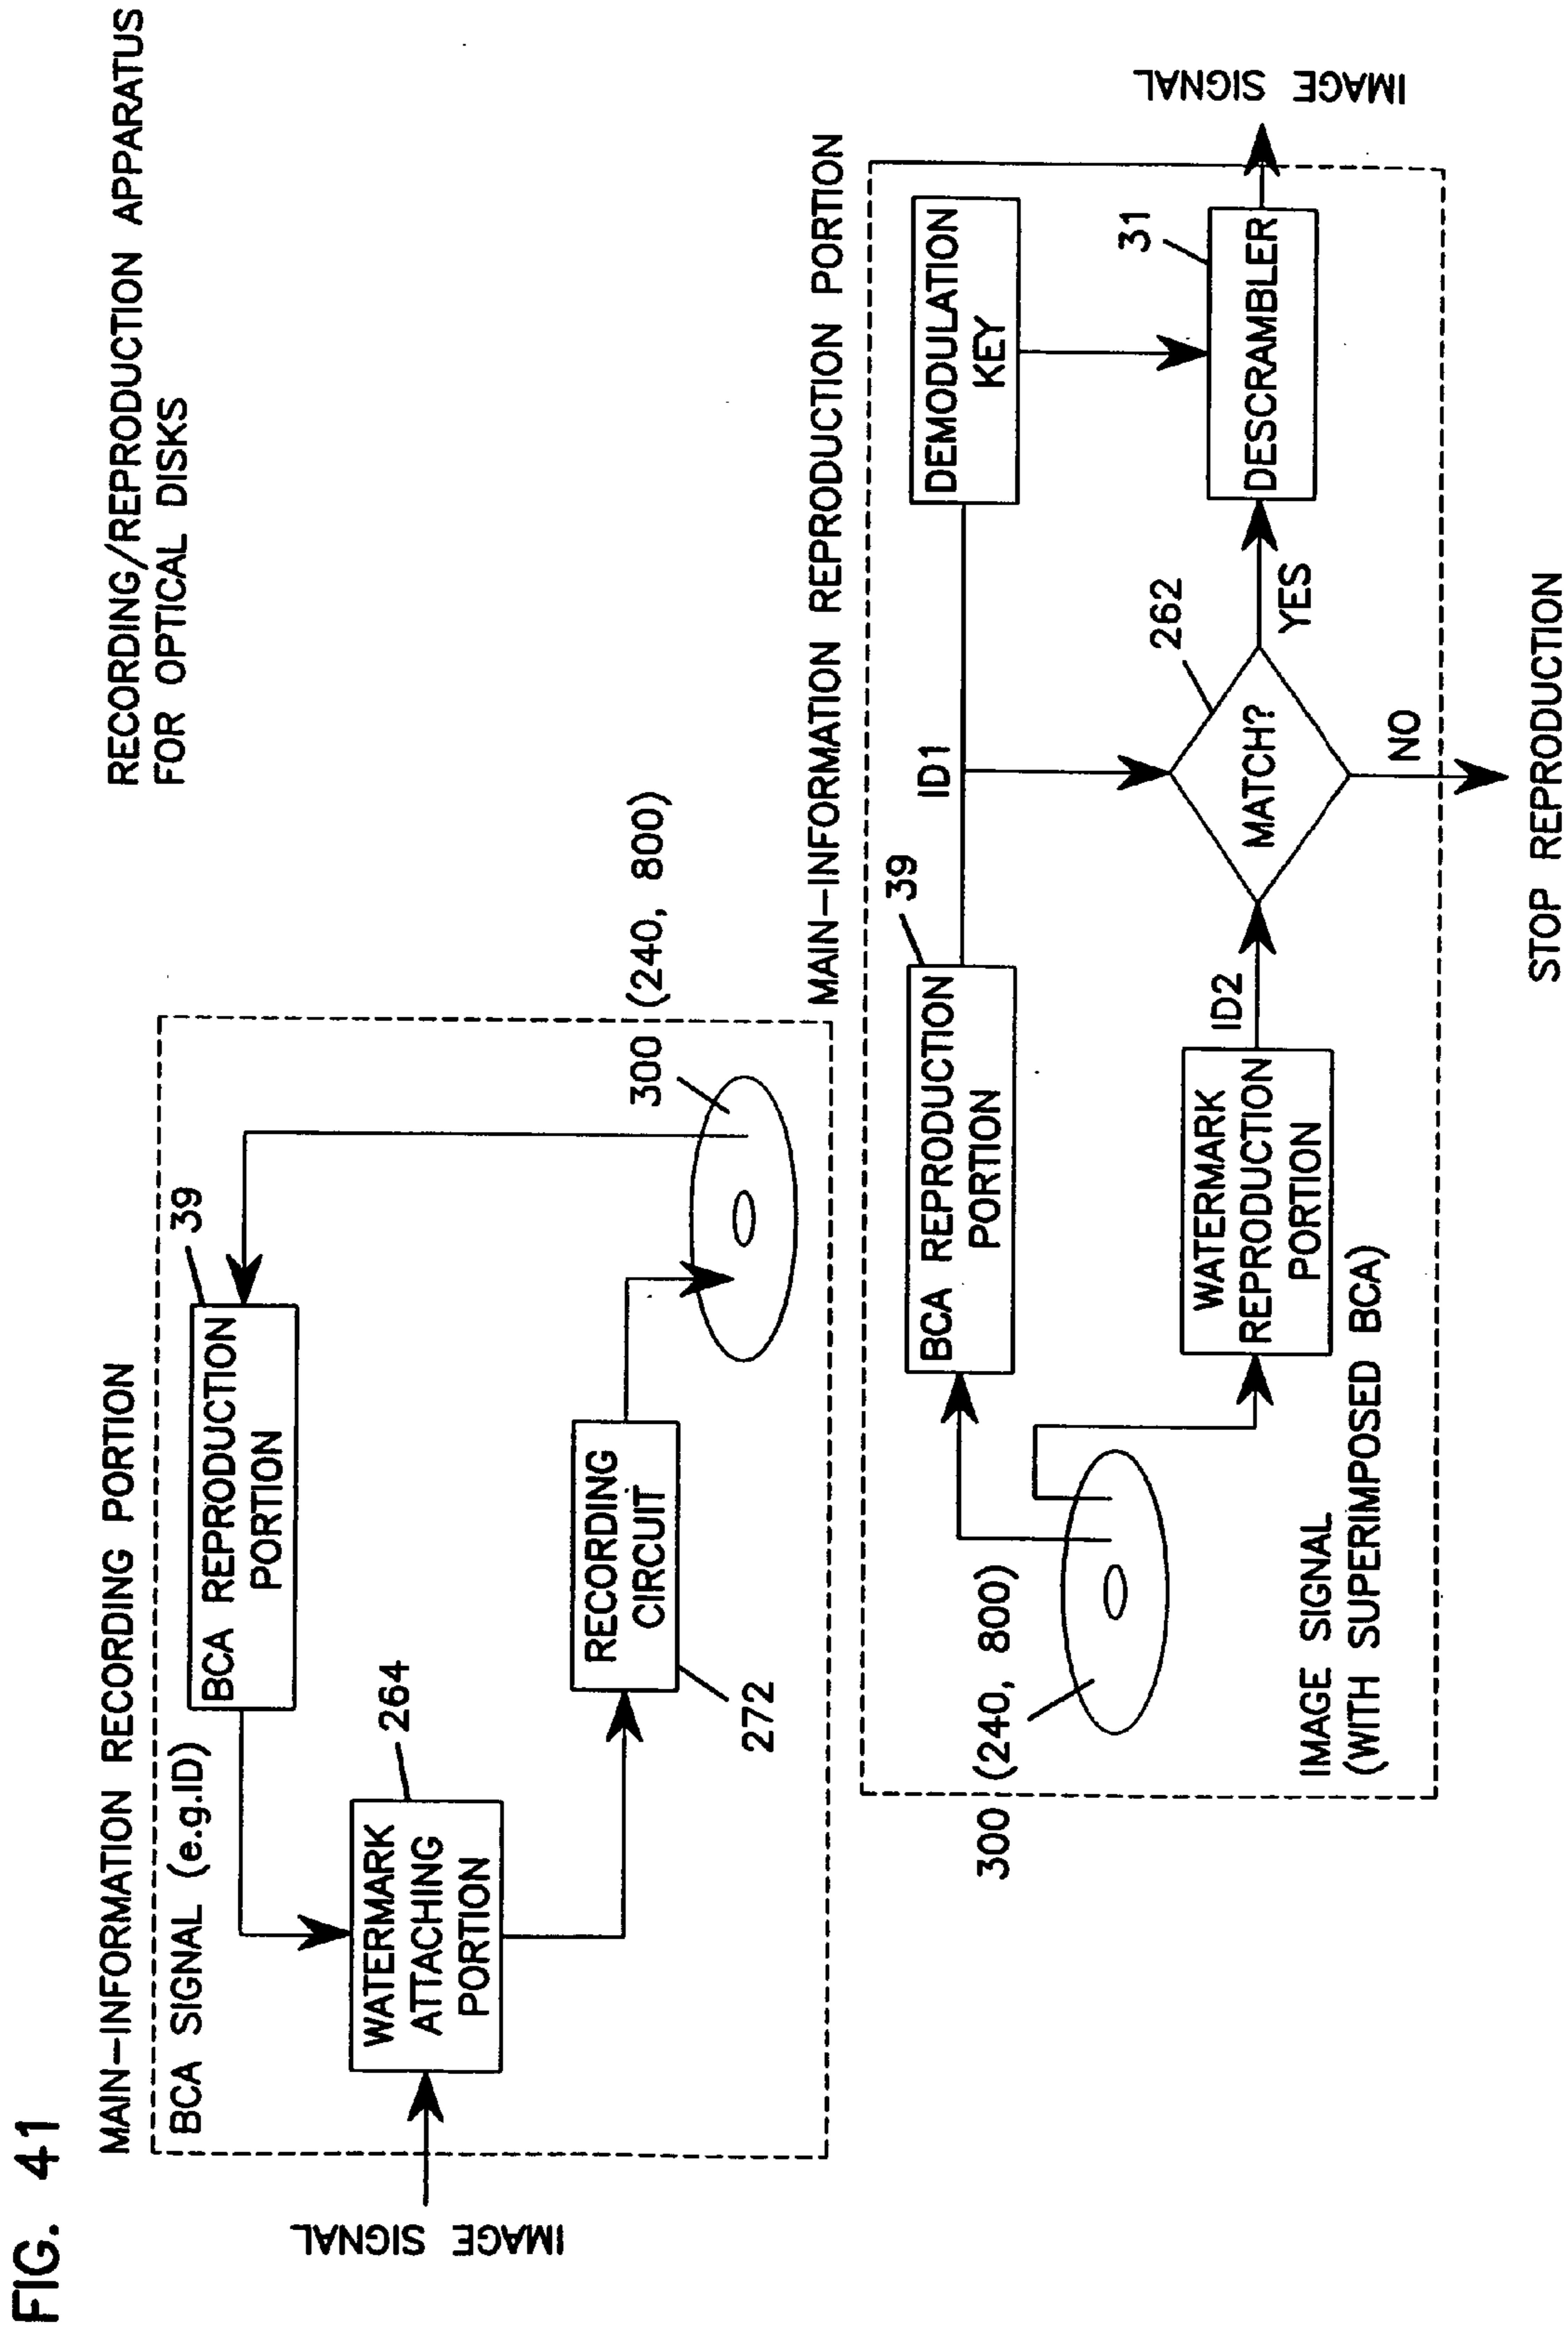 FIG. 41
RECORDING/REPRODUCTION APPARATUS
FOR OPTICAL DISKS
MAIN-INFORMATION RECORDING PORTION
BCA SIGNAL (e.g.ID)
39
BCA REPRODUCTION
PORTION
IMAGE SIGNAL
264
WATERMARK
ATTACHING
PORTION
RECORDING
CIRCUIT
272
300 (240, 800)
MAIN-INFORMATION REPRODUCTION PORTION
39
BCA REPRODUCTION
PORTION
ID1
DEMODULATION
KEY
300 (240, 800)
WATERMARK
REPRODUCTION
PORTION
ID2
262
MATCH?
YES
31
DESCRAMBLER
IMAGE SIGNAL
NO
IMAGE SIGNAL
(WITH SUPERIMPOSED BCA)
STOP REPRODUCTION